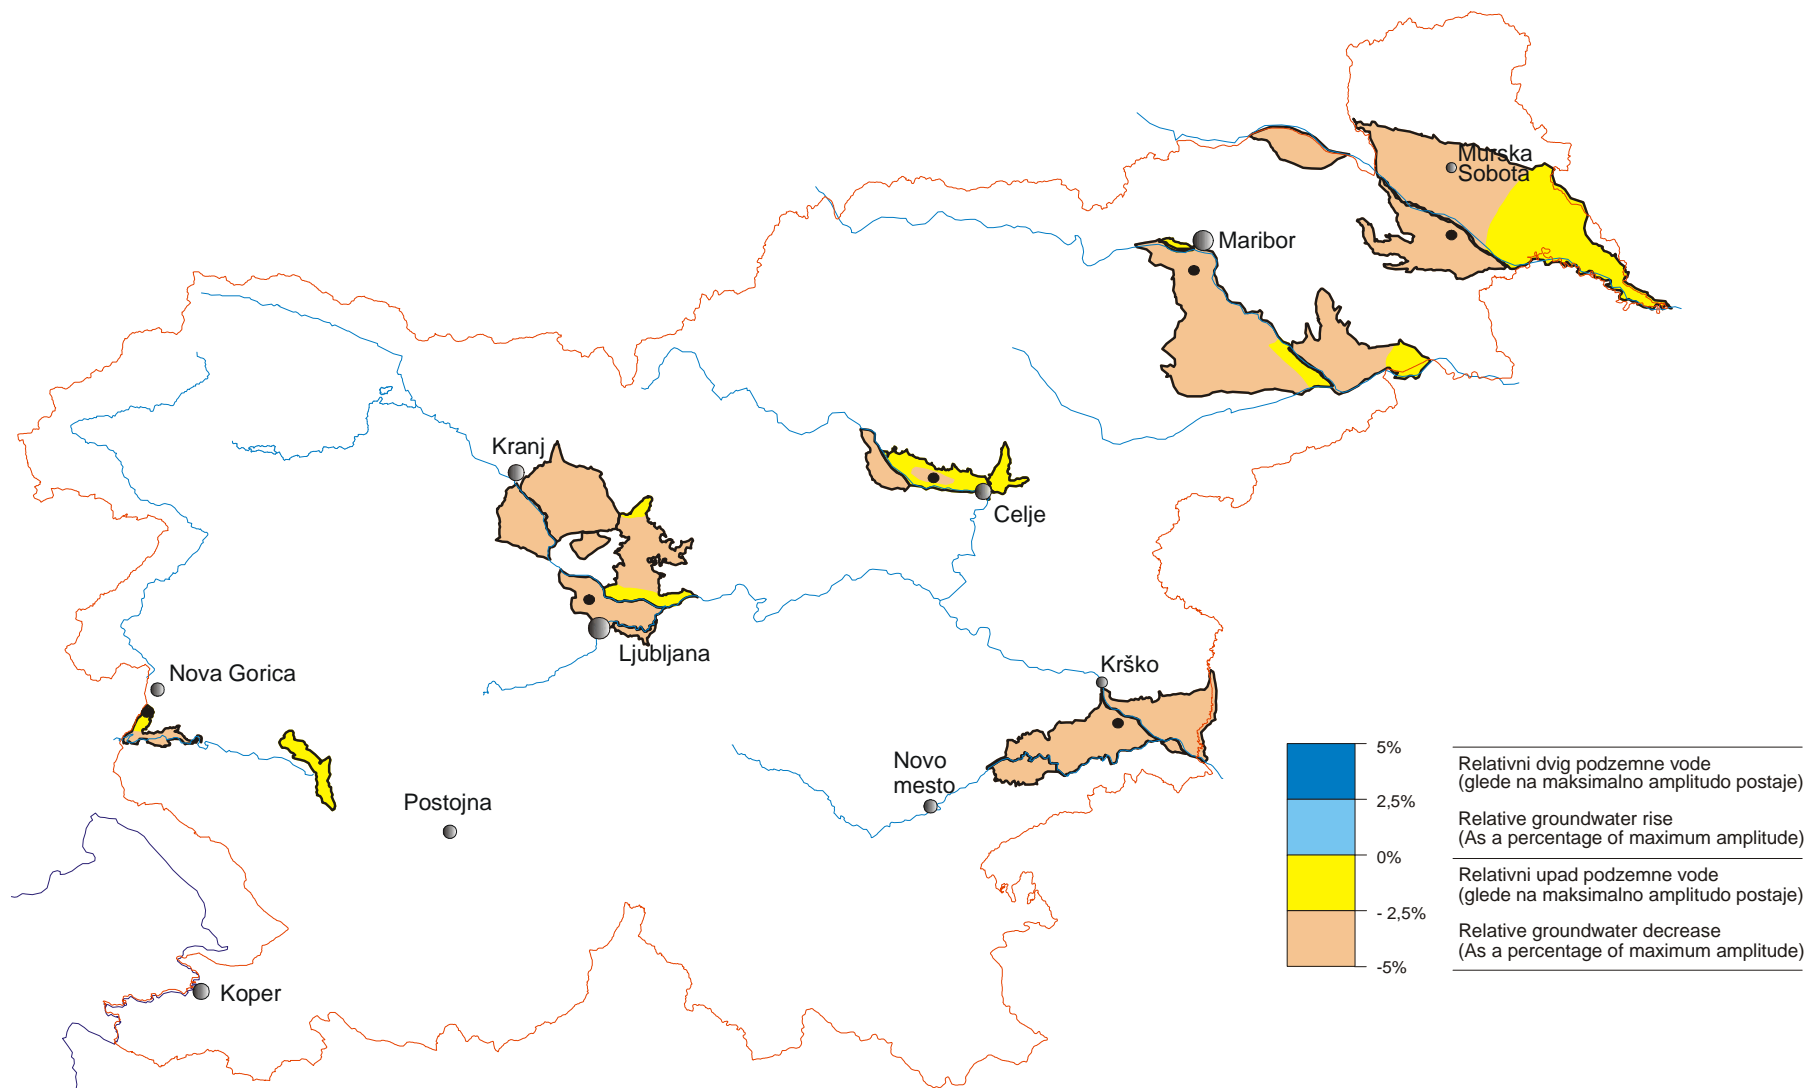 Murska
Sobota
Maribor
Kranj
Celje
Ljubljana
Nova Gorica
Krško
Novo
mesto
Postojna
Koper
5%
2,5%
0%
- 2,5%
-5%
Relativni dvig podzemne vode
(glede na maksimalno amplitudo postaje)
Relative groundwater rise
(As a percentage of maximum amplitude)
Relativni upad podzemne vode
(glede na maksimalno amplitudo postaje)
Relative groundwater decrease
(As a percentage of maximum amplitude)